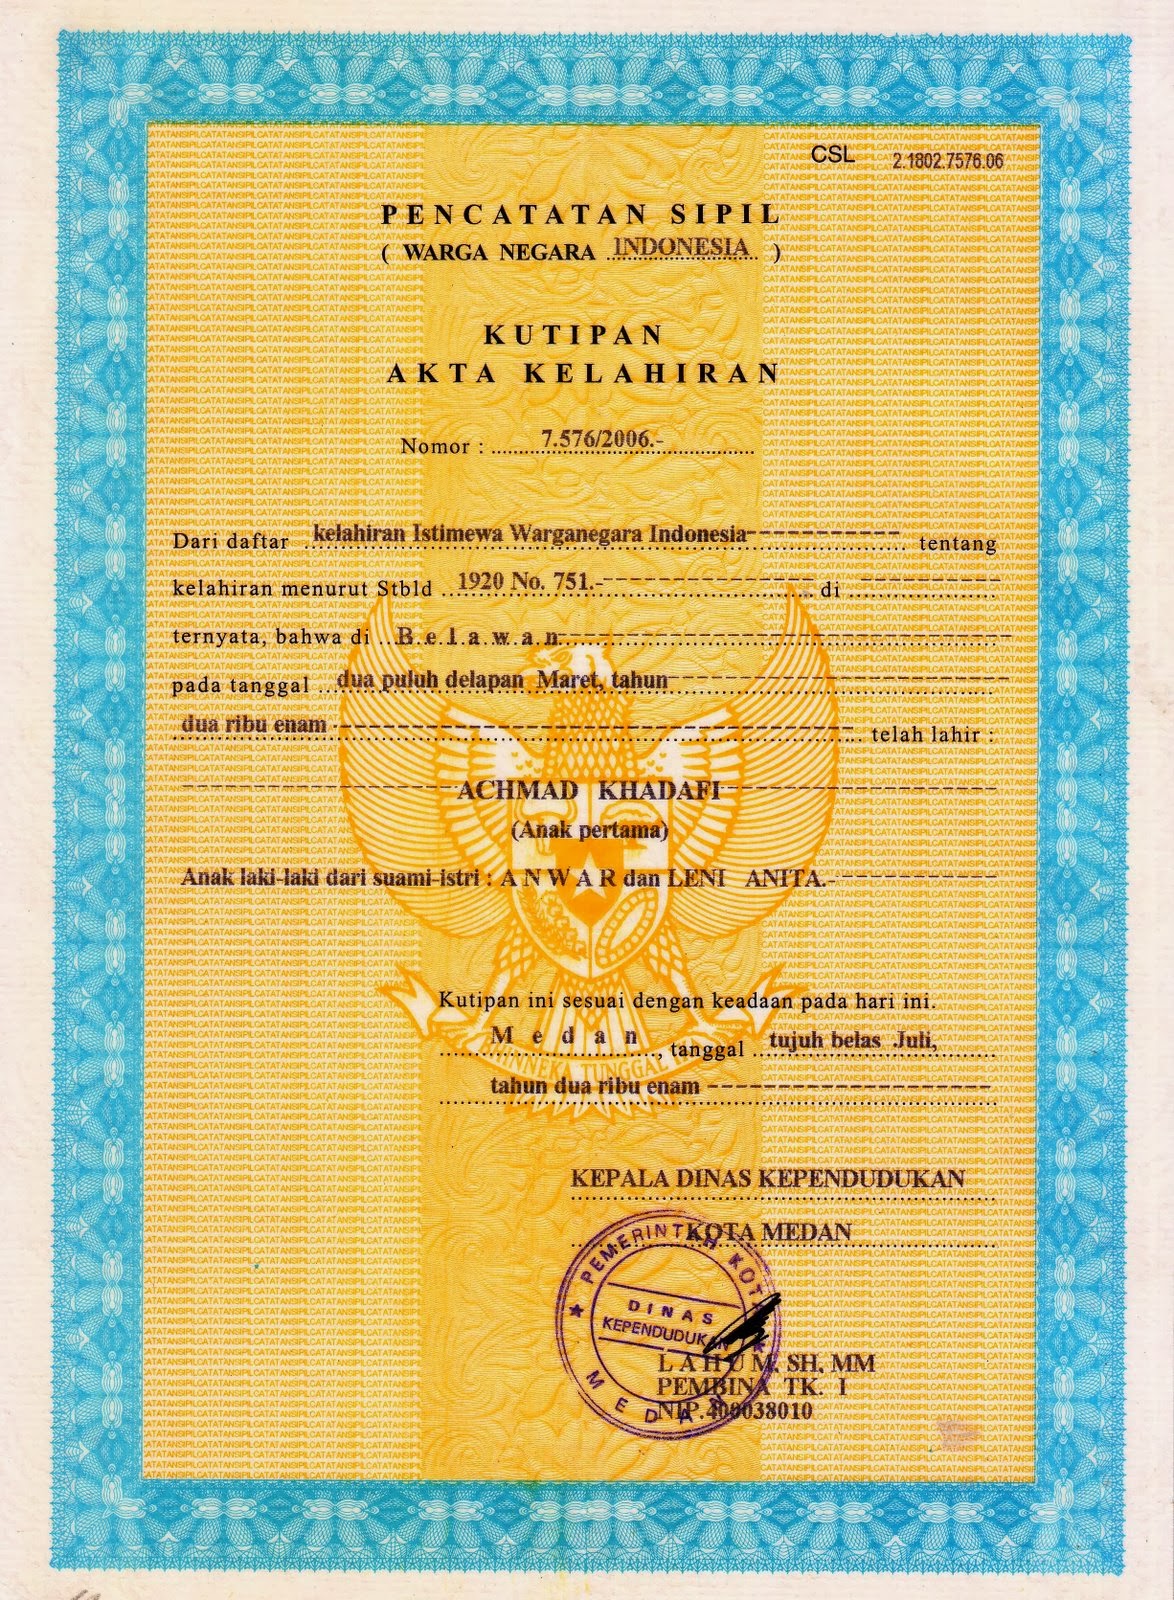 CSL 2.1802.7576.06
PENCATATAN SIPIL
( WARGA NEGARA INDONESIA )
KUTIPAN
AKTA KELAHIRAN
Nomor : 7.576/2006.-
Dari daftar kelahiran Istimewa Warganegara Indonesia tentang
kelahiran menurut Stbld 1920 No. 751.- di
ternyata, bahwa di Belawan
pada tanggal dua puluh delapan Maret, tahun
dua ribu enam telah lahir :
ACHMAD KHADAFI
(Anak pertama)
Anak laki-laki dari suami-istri : ANWAR dan LENI ANITA.-
Kutipan ini sesuai dengan keadaan pada hari ini.
Medan, tanggal tujuh belas Juli,
BHINNEKA TUNGGAL IKA
tahun dua ribu enam
KEPALA DINAS KEPENDUDUKAN
KOTA MEDAN
PEMERINTAH KOTA
DINAS
KEPENDUDUKAN
MEDAN
LAHUM, SH, MM
PEMBINA TK. I
NIP.400038010